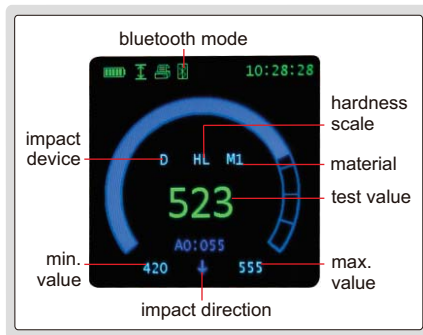 bluetooth mode
10:28:28
hardness
scale
impact
device
D HL M1
material
523
test value
A0:055
min.
value
420
555
max.
value
impact direction